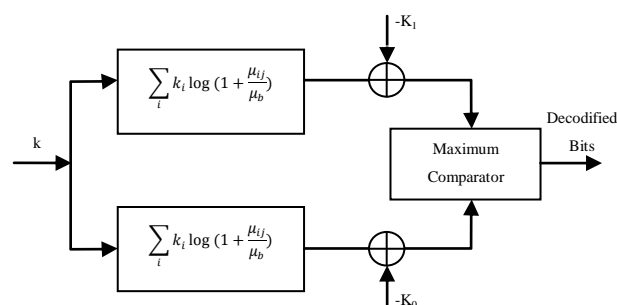 -K₁
∑ᵢ kᵢ log (1 + μᵢⱼ/μ_b)
k
Maximum
Comparator
Decodified
Bits
∑ᵢ kᵢ log (1 + μᵢⱼ/μ_b)
-K₀